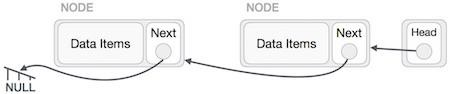 NODE
NODE
Data Items
Next
Data Items
Next
Head
NULL